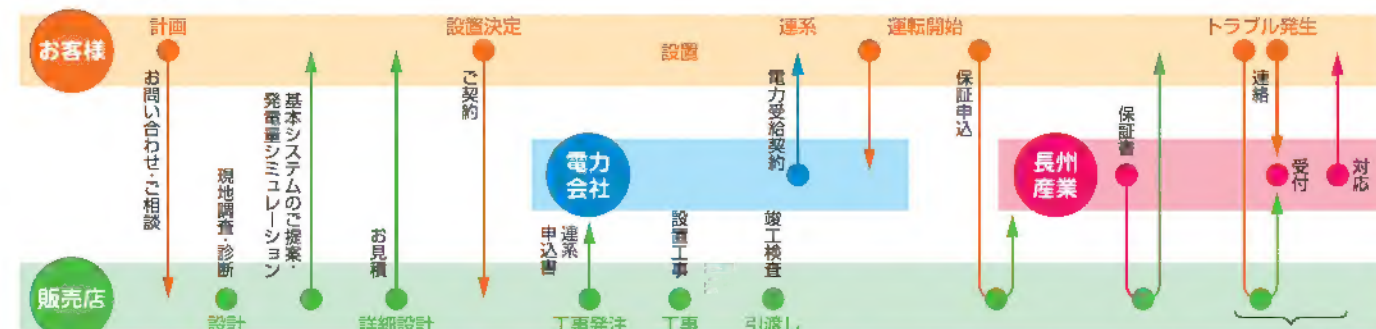 お客様
計画
設置決定
設置
連系
運転開始
トラブル発生
お問い合わせ・ご相談
現地調査・診断
基本システムのご提案・
発電量シミュレーション
お見積
ご契約
連系
申込書
設置工事
竣工検査
電力受給契約
保証申込
保証書
連絡
受付
対応
電力
会社
長州
産業
販売店
設計
詳細設計
工事発注
工事
引渡し